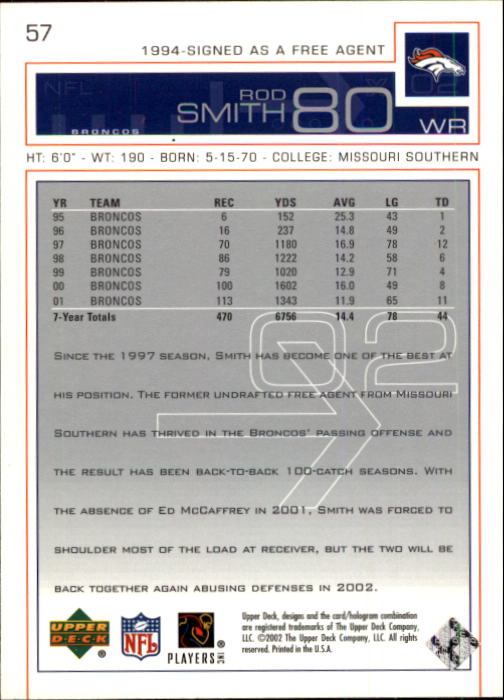 57
1994-SIGNED AS A FREE AGENT
NFL
02
ROD
SMITH 80
BRONCOS
WR
HT: 6'0" - WT: 190 - BORN: 5-15-70 - COLLEGE: MISSOURI SOUTHERN
YR TEAM REC YDS AVG LG TD
95 BRONCOS 6 152 25.3 43 1
96 BRONCOS 16 237 14.8 49 2
97 BRONCOS 70 1180 16.9 78 12
98 BRONCOS 86 1222 14.2 58 6
99 BRONCOS 79 1020 12.9 71 4
00 BRONCOS 100 1602 16.0 49 8
01 BRONCOS 113 1343 11.9 65 11
7-Year Totals 470 6756 14.4 78 44
02
SINCE THE 1997 SEASON, SMITH HAS BECOME ONE OF THE BEST AT
HIS POSITION. THE FORMER UNDRAFTED FREE AGENT FROM MISSOURI
SOUTHERN HAS THRIVED IN THE BRONCOS' PASSING OFFENSE AND
THE RESULT HAS BEEN BACK-TO-BACK 100-CATCH SEASONS. WITH
THE ABSENCE OF ED MCCAFFREY IN 2001, SMITH WAS FORCED TO
SHOULDER MOST OF THE LOAD AT RECEIVER, BUT THE TWO WILL BE
BACK TOGETHER AGAIN ABUSING DEFENSES IN 2002.
UPPER
DECK
®
NFL
PLAYERS INC
Upper Deck, designs and the card/hologram combination
are registered trademarks of The Upper Deck Company,
LLC. ©2002 The Upper Deck Company, LLC. All rights
reserved. Printed in the U.S.A.